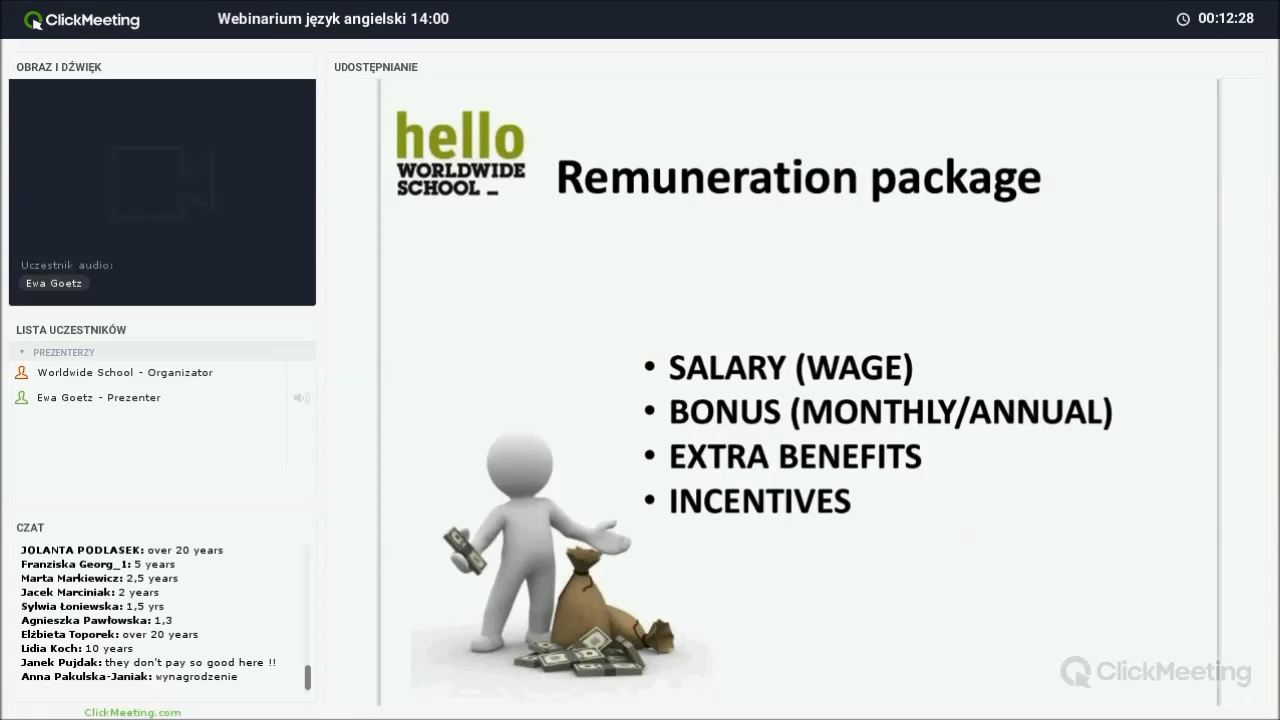 ClickMeeting
Webinarium język angielski 14:00
00:12:28
OBRAZ I DŹWIĘK
Uczestnik audio:
Ewa Goetz
LISTA UCZESTNIKÓW
PREZENTERZY
Worldwide School - Organizator
Ewa Goetz - Prezenter
CZAT
JOLANTA PODLASEK: over 20 years
Franziska Georg_1: 5 years
Marta Markiewicz: 2,5 years
Jacek Marciniak: 2 years
Sylwia Łoniewska: 1,5 yrs
Agnieszka Pawłowska: 1,3
Elżbieta Toporek: over 20 years
Lidia Koch: 10 years
Janek Pujdak: they don't pay so good here !!
Anna Pakulska-Janiak: wynagrodzenie
ClickMeeting.com
UDOSTĘPNIANIE
hello
WORLDWIDE
SCHOOL _
Remuneration package
• SALARY (WAGE)
• BONUS (MONTHLY/ANNUAL)
• EXTRA BENEFITS
• INCENTIVES
ClickMeeting